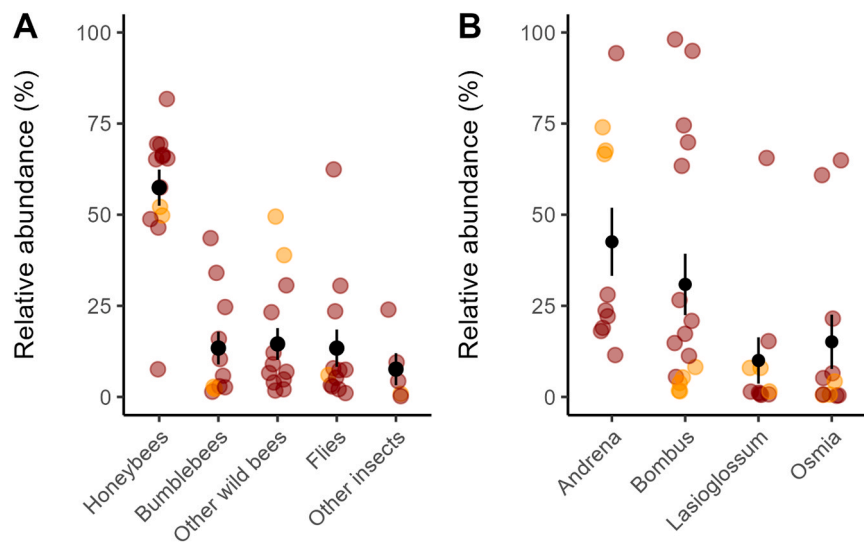 A
Relative abundance (%)
100
75
50
25
0
Honeybees
Bumblebees
Other wild bees
Flies
Other insects
B
Relative abundance (%)
100
75
50
25
0
Andrena
Bombus
Lasioglossum
Osmia